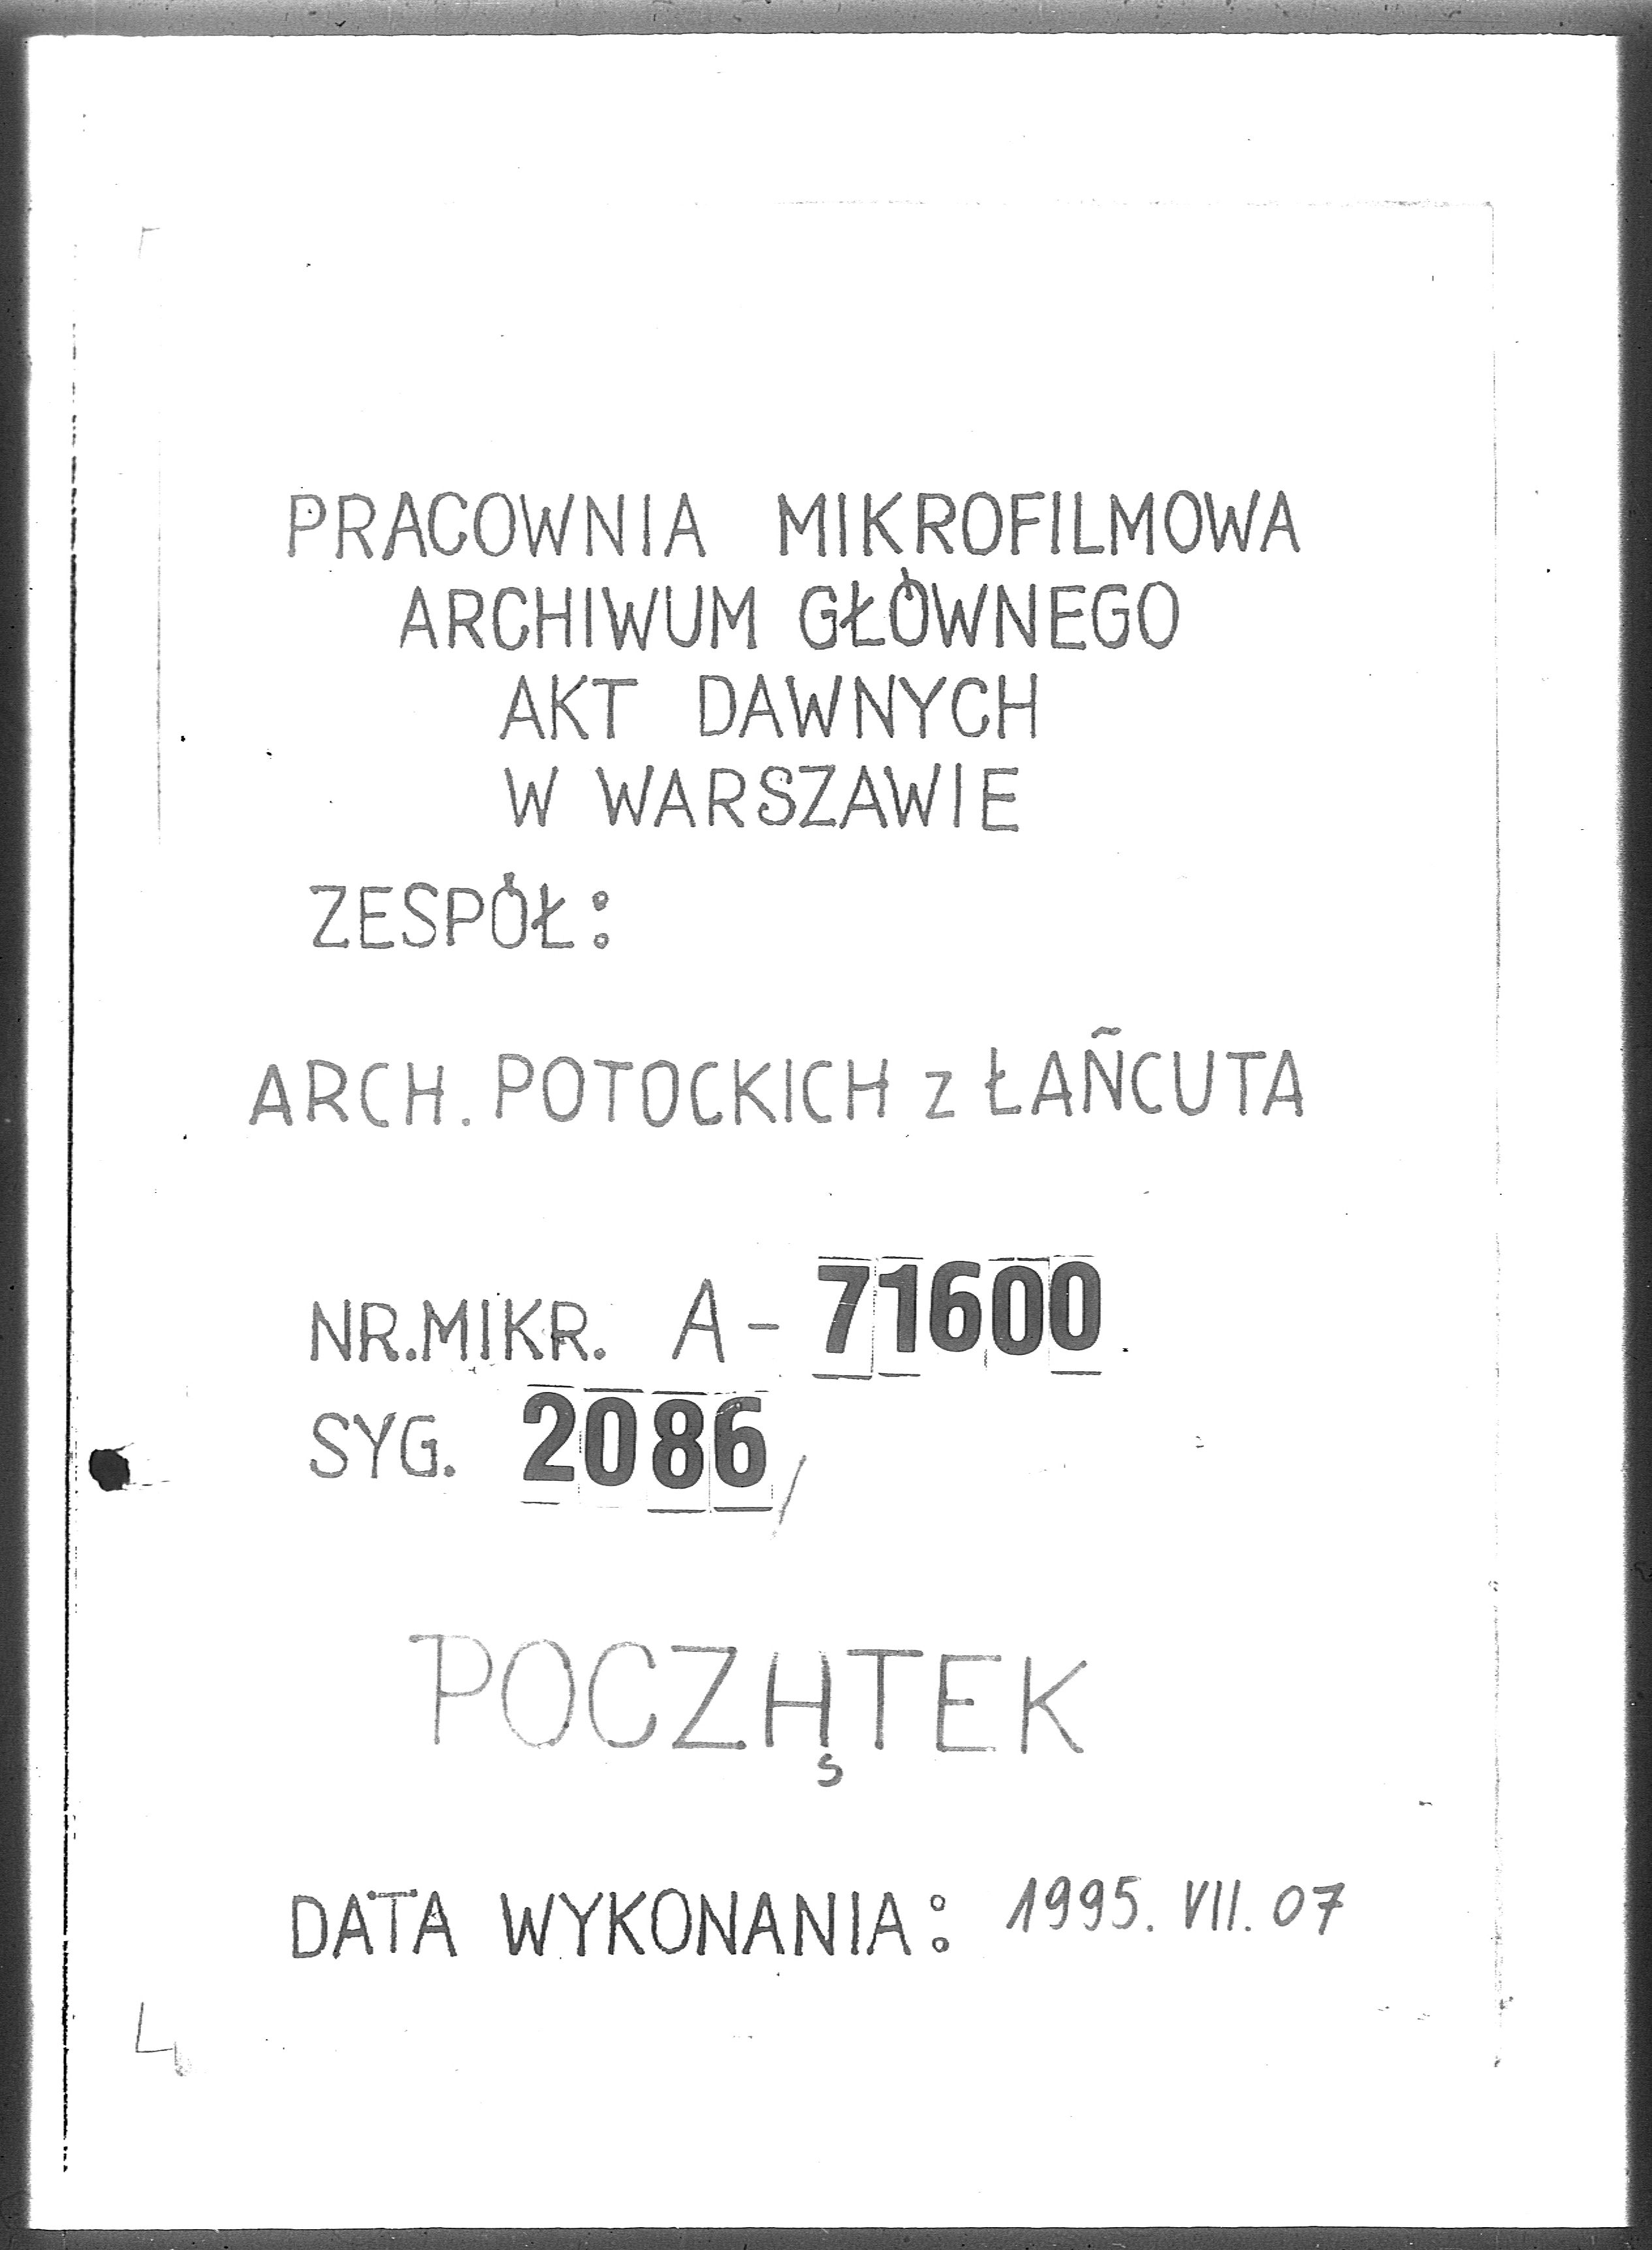 PRACOWNIA MIKROFILMOWA
ARCHIWUM GŁÓWNEGO
AKT DAWNYCH
W WARSZAWIE
ZESPÓŁ:
ARCH. POTOCKICH z ŁAŃCUTA
NR.MIKR. A-71600
SYG. 2086/
POCZĄTEK
DATA WYKONANIA: 1995. VII. 07